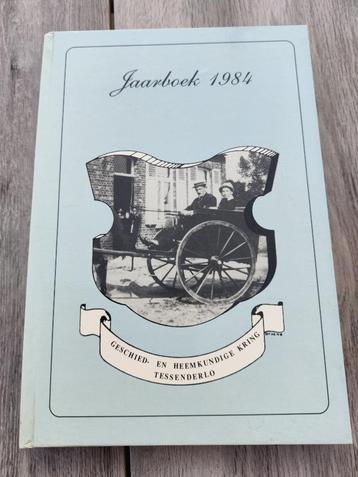 Jaarboek 1984
GESCHIED- EN HEEMKUNDIGE KRING
TESSENDERLO